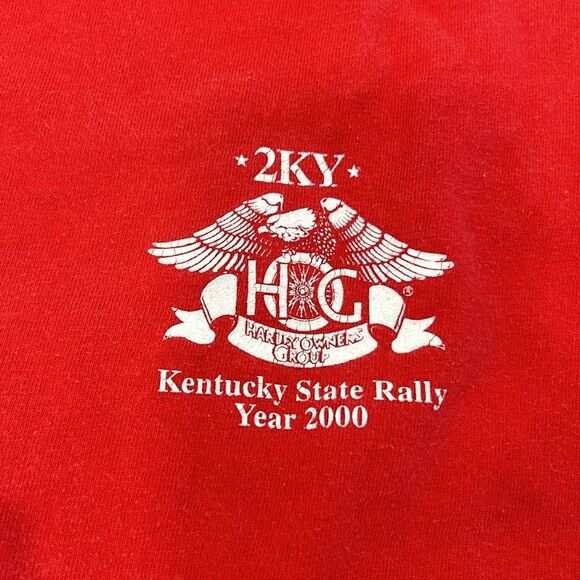 ★ 2KY ★
HOG
®
HARLEY OWNERS
GROUP
Kentucky State Rally
Year 2000